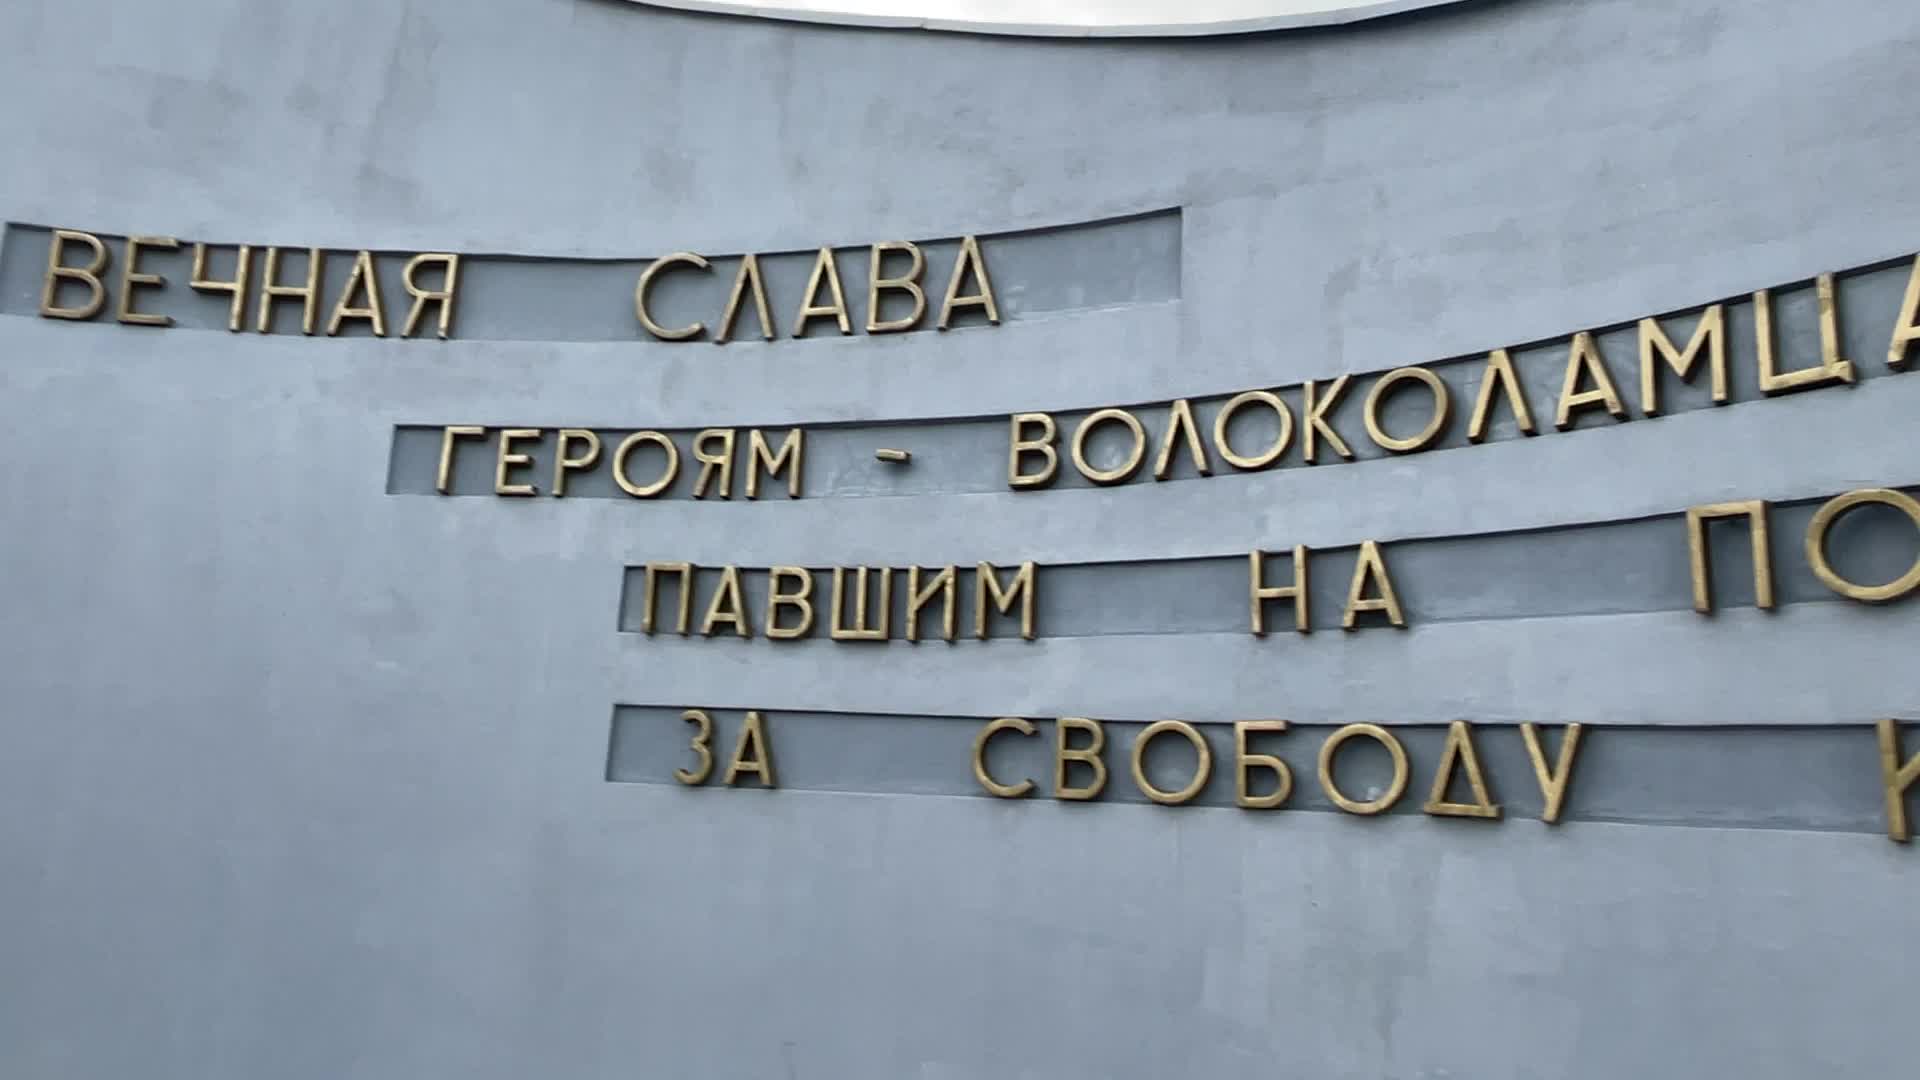 ВЕЧНАЯ СЛАВА
ГЕРОЯМ - ВОЛОКОЛАМЦА
ПАВШИМ НА ПО
ЗА СВОБОДУ